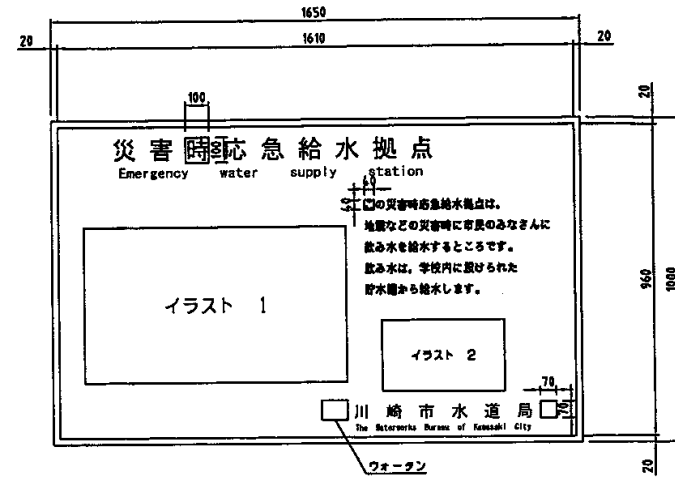 1650
20 1610 20
100
20
災害時応急給水拠点
80
Emergency water supply station
60
60
この災害時応急給水拠点は、
地震などの災害時に市民のみなさんに
飲み水を給水するところです。
飲み水は、学校内に設けられた
貯水槽から給水します。
960
1000
イラスト 1
イラスト 2
70
70
川崎市水道局
The Waterworks Bureau of Kawasaki City
ウォータン
20